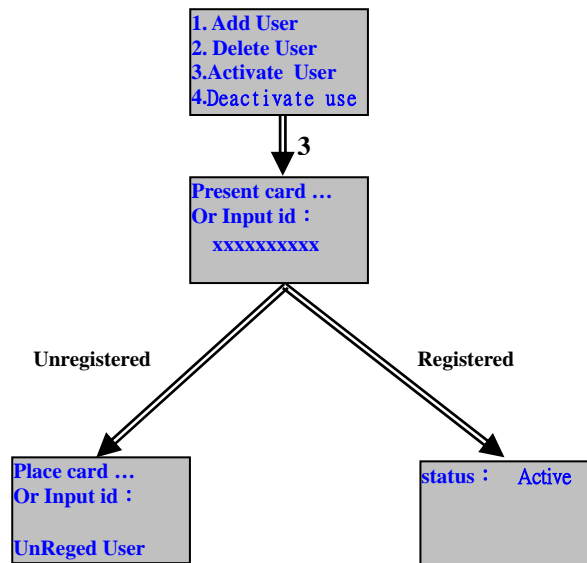 1. Add User
2. Delete User
3.Activate User
4.Deactivate use
3
Present card …
Or Input id：
xxxxxxxxxx
Unregistered
Registered
Place card …
Or Input id：
UnReged User
status： Active